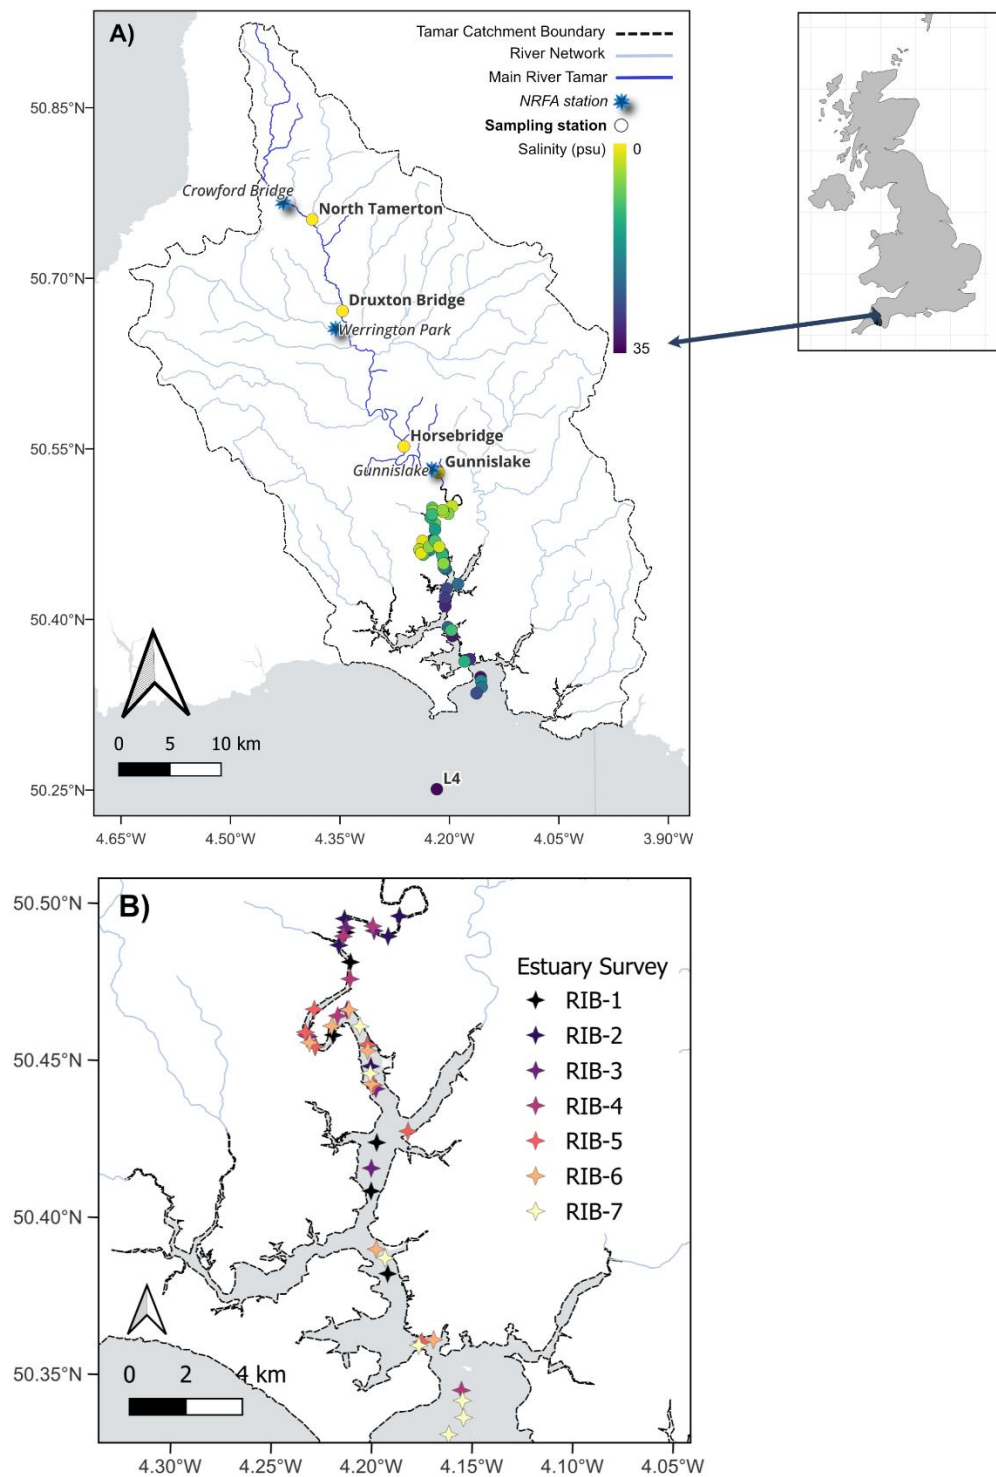 A)
Tamar Catchment Boundary
River Network
Main River Tamar
NRFA station
Sampling station
Salinity (psu)
0
35
50.85°N
50.70°N
50.55°N
50.40°N
50.25°N
Crowford Bridge
North Tamerton
Druxton Bridge
Werrington Park
Horsebridge
Gunnislake
Gunnislake
0 5 10 km
L4
4.65°W 4.50°W 4.35°W 4.20°W 4.05°W 3.90°W
B)
50.50°N
50.45°N
50.40°N
50.35°N
Estuary Survey
RIB-1
RIB-2
RIB-3
RIB-4
RIB-5
RIB-6
RIB-7
0 2 4 km
4.30°W 4.25°W 4.20°W 4.15°W 4.10°W 4.05°W